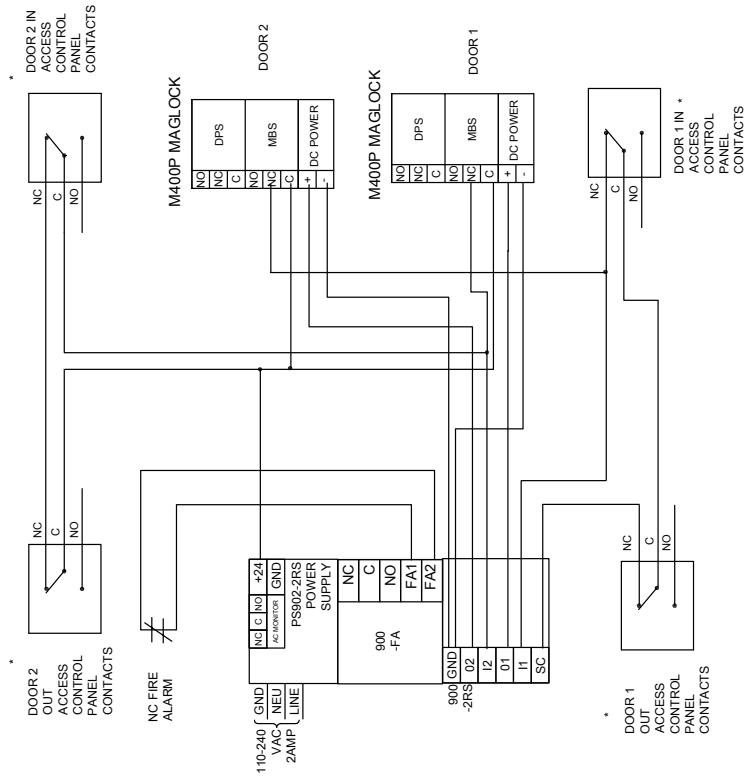 *
DOOR 2 IN
ACCESS
CONTROL
PANEL
CONTACTS
NC
C
NO
DOOR 2
M400P MAGLOCK
DPS
MBS
DC POWER
NO
NC
C
NO
NC
C
+
-
DOOR 1
M400P MAGLOCK
DPS
MBS
DC POWER
NO
NC
C
NO
NC
C
+
-
NC
C
NO
DOOR 1 IN *
ACCESS
CONTROL
PANEL
CONTACTS
*
DOOR 2
OUT
ACCESS
CONTROL
PANEL
CONTACTS
NC
C
NO
NC FIRE
ALARM
110-240
VAC
2AMP
GND
NEU
LINE
NC C NO
AC MONITOR
+24
GND
PS902-2RS
POWER
SUPPLY
900
-FA
NC
C
NO
FA1
FA2
900
-2RS
GND
02
I2
01
I1
SC
NC
C
NO
*
DOOR 1
OUT
ACCESS
CONTROL
PANEL
CONTACTS